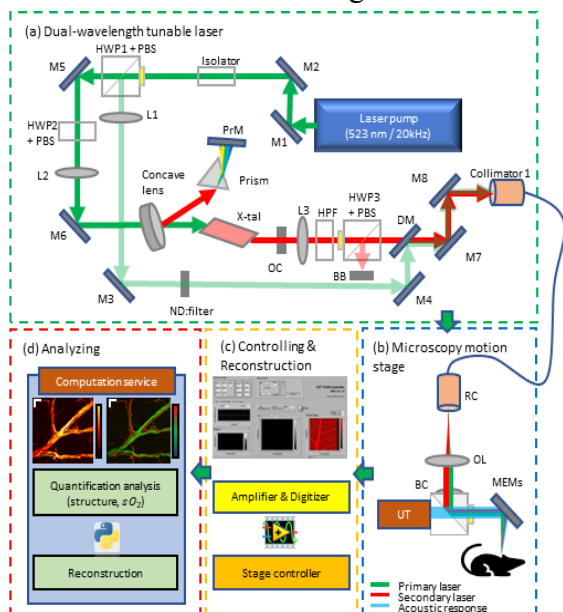 (a) Dual-wavelength tunable laser
HWP1 + PBS
Isolator
M5
M2
Laser pump
(523 nm / 20kHz)
M1
L1
HWP2
+ PBS
PrM
Prism
Concave
lens
L2
M8
Collimator 1
X-tal
L3
HPF
HWP3
+ PBS
DM
M6
OC
BB
M7
M3
ND:filter
M4
(b) Microscopy motion
stage
RC
OL
BC
MEMs
UT
Primary laser
Secondary laser
Acoustic response
(c) Controlling &
Reconstruction
Amplifier & Digitizer
Stage controller
(d) Analyzing
Computation service
Quantification analysis
(structure, sO2)
Reconstruction